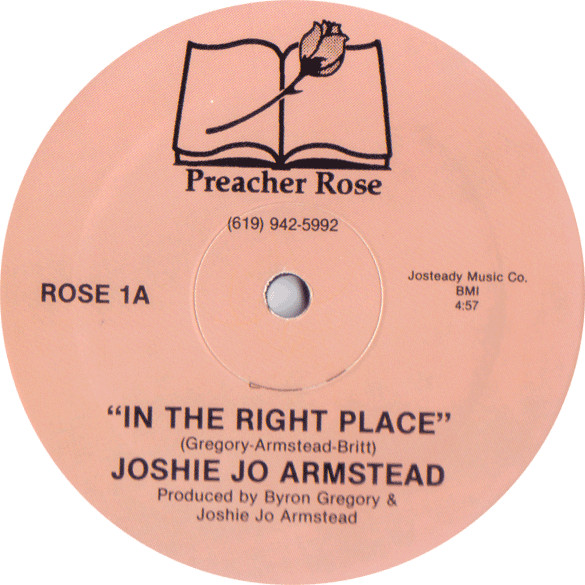 Preacher Rose
(619) 942-5992
ROSE 1A
Josteady Music Co.
BMI
4:57
"IN THE RIGHT PLACE"
(Gregory-Armstead-Britt)
JOSHIE JO ARMSTEAD
Produced by Byron Gregory &
Joshie Jo Armstead